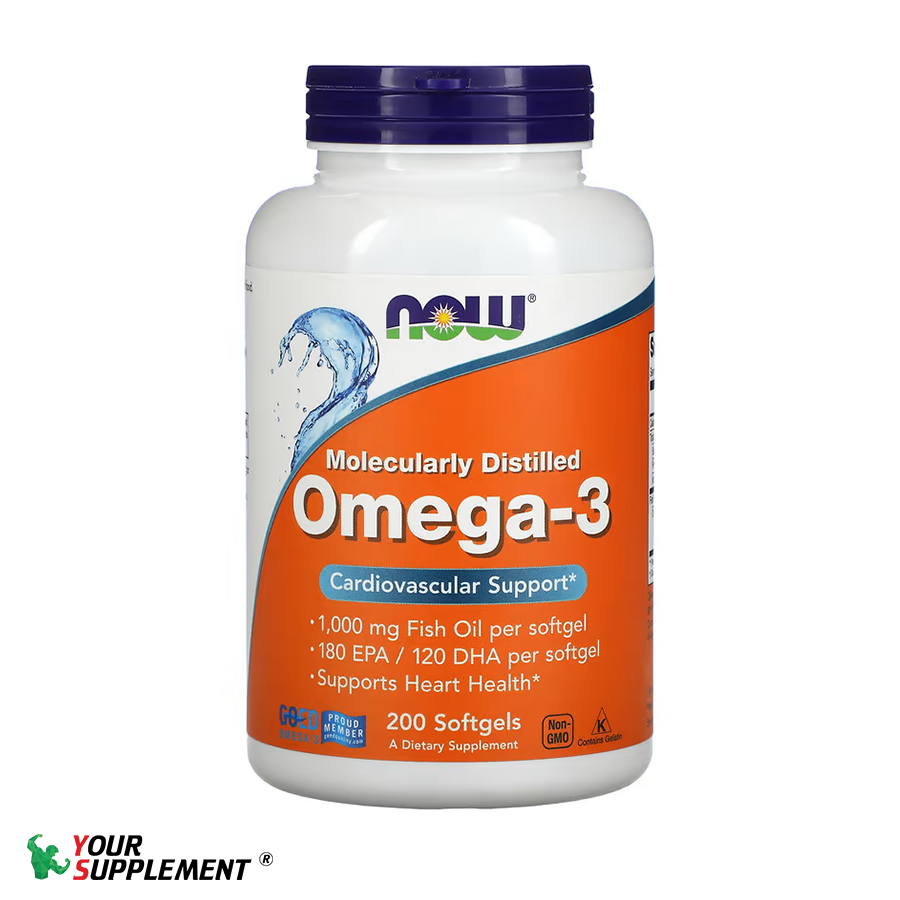 now®
Molecularly Distilled
Omega-3
Cardiovascular Support*
• 1,000 mg Fish Oil per softgel
• 180 EPA / 120 DHA per softgel
• Supports Heart Health*
GOED
OMEGA-3
PROUD
MEMBER
200 Softgels
A Dietary Supplement
Non-
GMO
K
Contains Gelatin
YOUR
SUPPLEMENT ®